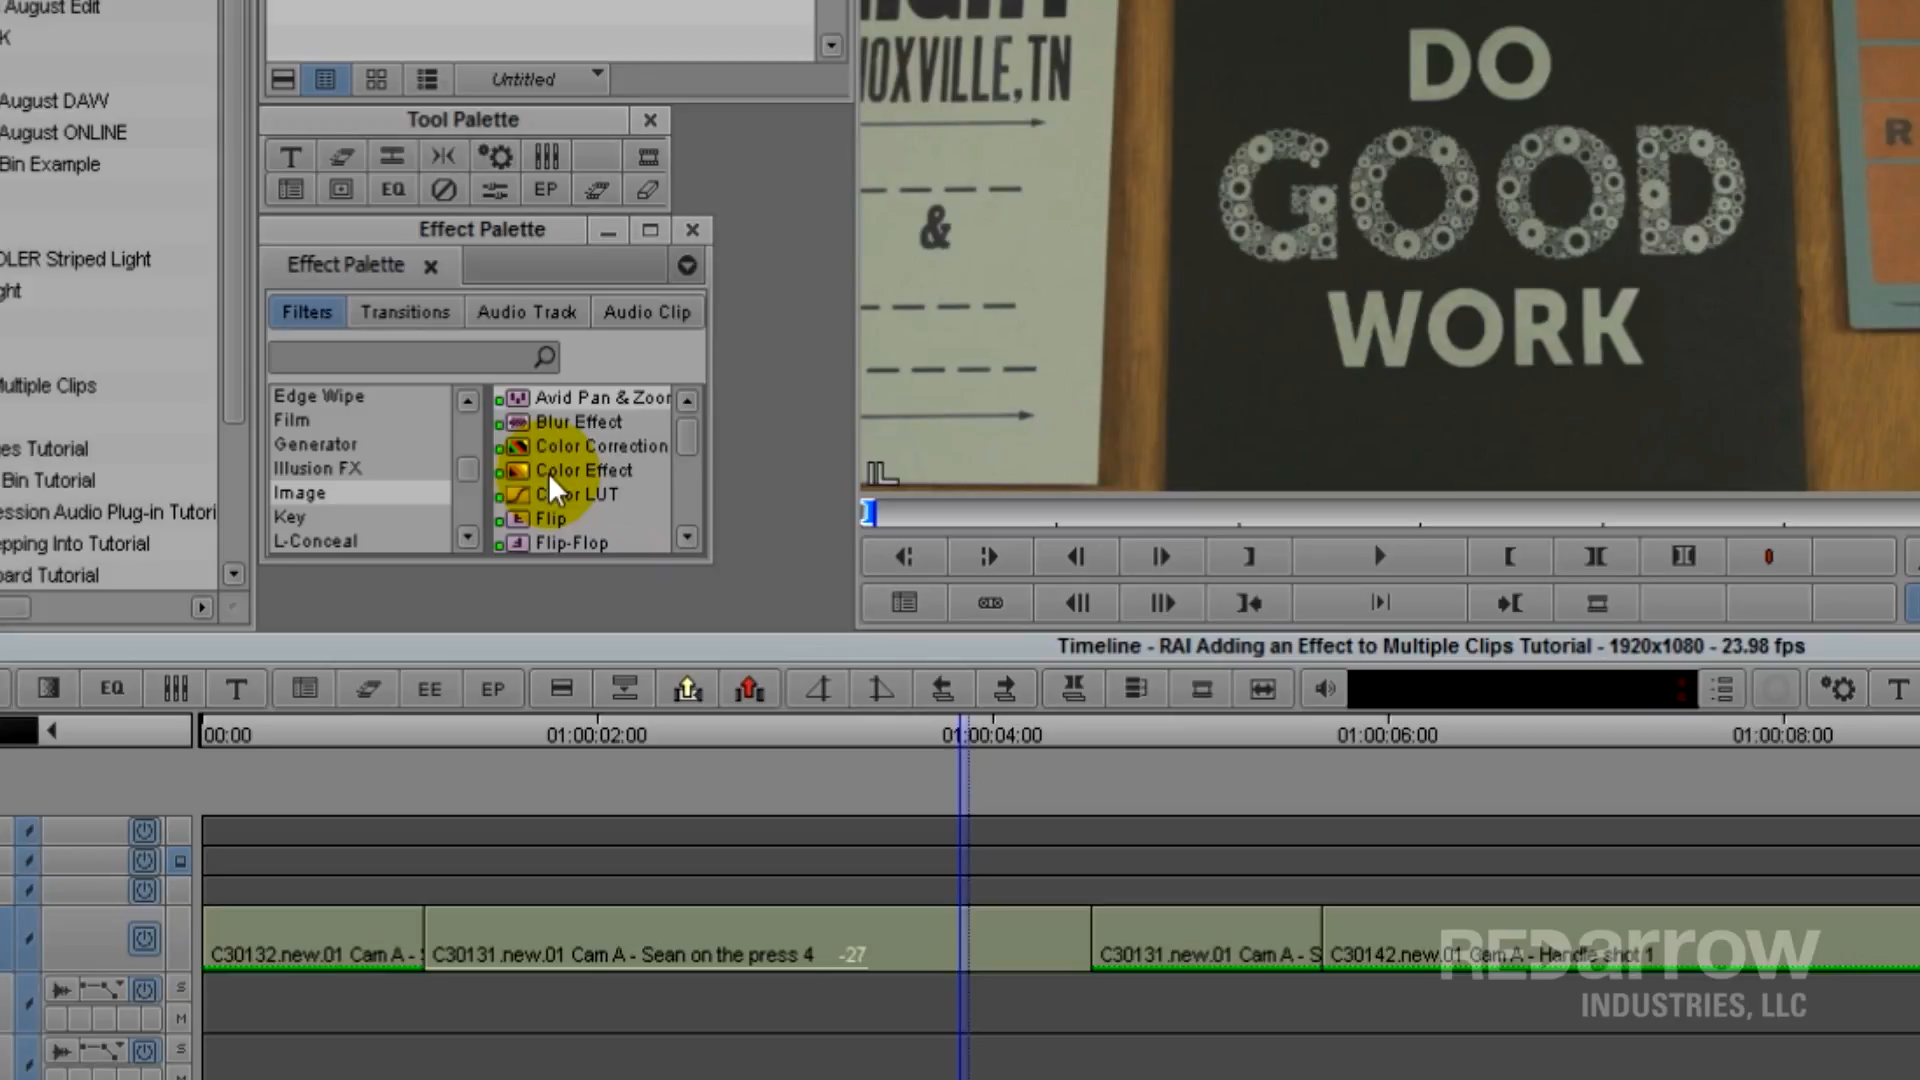 August Edit
K
August DAW
August ONLINE
Bin Example
DLER Striped Light
ght
Multiple Clips
es Tutorial
Bin Tutorial
ession Audio Plug-in Tutori
epping Into Tutorial
oard Tutorial
Untitled
Tool Palette
T
EQ
EP
Effect Palette
Effect Palette
Filters
Transitions
Audio Track
Audio Clip
Edge Wipe
Film
Generator
Illusion FX
Image
Key
L-Conceal
Avid Pan & Zoor
Blur Effect
Color Correction
Color Effect
Color LUT
Flip
Flip-Flop
NOXVILLE, TN
&
DO
GOOD
WORK
R
Timeline - RAI Adding an Effect to Multiple Clips Tutorial - 1920x1080 - 23.98 fps
EQ
T
EE
EP
T
00:00
01:00:02:00
01:00:04:00
01:00:06:00
01:00:08:00
C30132.new.01 Cam A -
C30131.new.01 Cam A - Sean on the press 4
-27
C30131.new.01 Cam A - S
C30142.new.01 Cam A - Handle shot 1
S
M
S
M
REDarrow
INDUSTRIES, LLC